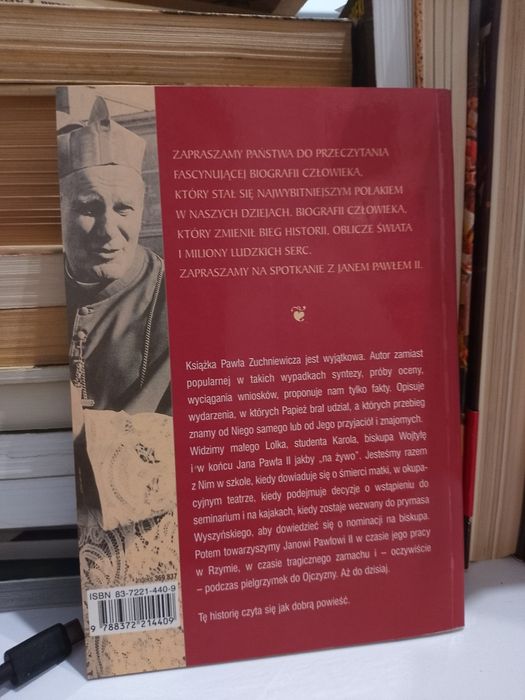 ZAPRASZAMY PAŃSTWA DO PRZECZYTANIA
FASCYNUJĄCEJ BIOGRAFII CZŁOWIEKA,
KTÓRY STAŁ SIĘ NAJWYBITNIEJSZYM POLAKIEM
W NASZYCH DZIEJACH. BIOGRAFII CZŁOWIEKA,
KTÓRY ZMIENIŁ BIEG HISTORII, OBLICZE ŚWIATA
I MILIONY LUDZKICH SERC.
ZAPRASZAMY NA SPOTKANIE Z JANEM PAWŁEM II.
Książka Pawła Zuchniewicza jest wyjątkowa. Autor zamiast
popularnej w takich wypadkach syntezy, próby oceny,
wyciągania wniosków, proponuje nam tylko fakty. Opisuje
wydarzenia, w których Papież brał udział, a których przebieg
znamy od Niego samego lub od Jego przyjaciół i znajomych.
Widzimy małego Lolka, studenta Karola, biskupa Wojtyłę
i w końcu Jana Pawła II jakby „na żywo”. Jesteśmy razem
z Nim w szkole, kiedy dowiaduje się o śmierci matki, w okupa-
cyjnym teatrze, kiedy podejmuje decyzje o wstąpieniu do
seminarium i na kajakach, kiedy zostaje wezwany do prymasa
Wyszyńskiego, aby dowiedzieć się o nominacji na biskupa.
Potem towarzyszymy Janowi Pawłowi II w czasie jego pracy
w Rzymie, w czasie tragicznego zamachu i – oczywiście
– podczas pielgrzymek do Ojczyzny. Aż do dzisiaj.
Tę historię czyta się jak dobrą powieść.
Indeks 369 837
ISBN 83-7221-440-9
9 788372 214409